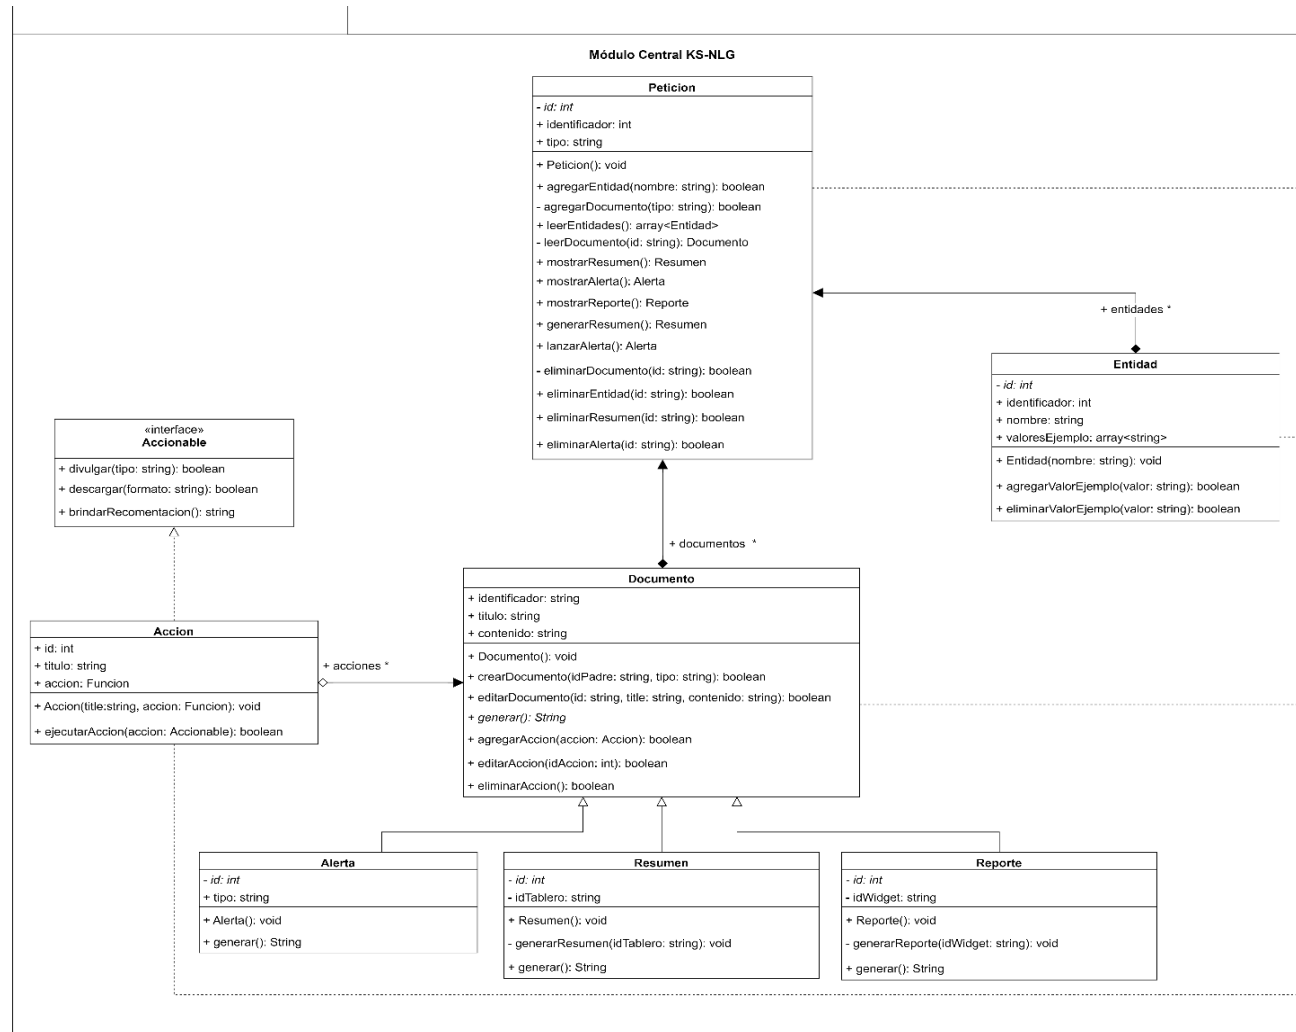 Módulo Central KS-NLG
Peticion
- id: int
+ identificador: int
+ tipo: string
+ Peticion(): void
+ agregarEntidad(nombre: string): boolean
- agregarDocumento(tipo: string): boolean
+ leerEntidades(): array<Entidad>
- leerDocumento(id: string): Documento
+ mostrarResumen(): Resumen
+ mostrarAlerta(): Alerta
+ mostrarReporte(): Reporte
+ generarResumen(): Resumen
+ lanzarAlerta(): Alerta
- eliminarDocumento(id: string): boolean
+ eliminarEntidad(id: string): boolean
+ eliminarResumen(id: string): boolean
+ eliminarAlerta(id: string): boolean
+ entidades *
Entidad
- id: int
+ identificador: int
+ nombre: string
+ valoresEjemplo: array<string>
+ Entidad(nombre: string): void
+ agregarValorEjemplo(valor: string): boolean
+ eliminarValorEjemplo(valor: string): boolean
«interface»
Accionable
+ divulgar(tipo: string): boolean
+ descargar(formato: string): boolean
+ brindarRecomentacion(): string
+ documentos *
Documento
+ identificador: string
+ titulo: string
+ contenido: string
+ Documento(): void
+ crearDocumento(idPadre: string, tipo: string): boolean
+ editarDocumento(id: string, title: string, contenido: string): boolean
+ generar(): String
+ agregarAccion(accion: Accion): boolean
+ editarAccion(idAccion: int): boolean
+ eliminarAccion(): boolean
Accion
+ id: int
+ titulo: string
+ accion: Funcion
+ Accion(title:string, accion: Funcion): void
+ ejecutarAccion(accion: Accionable): boolean
+ acciones *
Alerta
- id: int
+ tipo: string
+ Alerta(): void
+ generar(): String
Resumen
- id: int
- idTablero: string
+ Resumen(): void
- generarResumen(idTablero: string): void
+ generar(): String
Reporte
- id: int
- idWidget: string
+ Reporte(): void
- generarReporte(idWidget: string): void
+ generar(): String